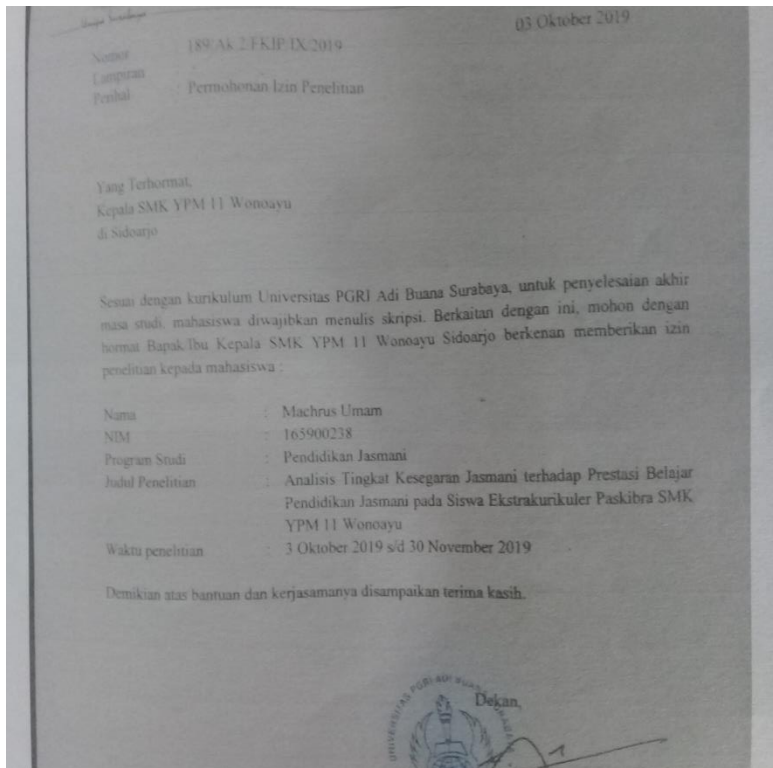 03 Oktober 2019
Nomor 189/Ak.2/FKIP/IX/2019
Lampiran
Perihal : Permohonan Izin Penelitian
Yang Terhormat,
Kepala SMK YPM 11 Wonoayu
di Sidoarjo
Sesuai dengan kurikulum Universitas PGRI Adi Buana Surabaya, untuk penyelesaian akhir
masa studi, mahasiswa diwajibkan menulis skripsi. Berkaitan dengan ini, mohon dengan
hormat Bapak/Ibu Kepala SMK YPM 11 Wonoayu Sidoarjo berkenan memberikan izin
penelitian kepada mahasiswa :
Nama : Machrus Umam
NIM : 165900238
Program Studi : Pendidikan Jasmani
Judul Penelitian : Analisis Tingkat Kesegaran Jasmani terhadap Prestasi Belajar
Pendidikan Jasmani pada Siswa Ekstrakurikuler Paskibra SMK
YPM 11 Wonoayu
Waktu penelitian : 3 Oktober 2019 s/d 30 November 2019
Demikian atas bantuan dan kerjasamanya disampaikan terima kasih.
Dekan,
UNIVERSITAS PGRI ADI BUANA